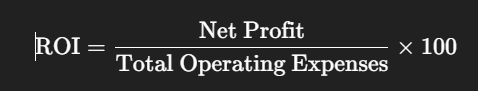 ROI = Net Profit / Total Operating Expenses × 100